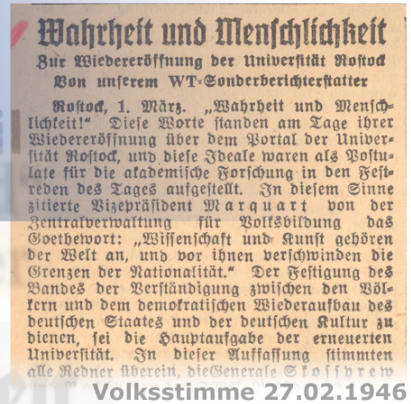 Wahrheit und Menschlichkeit
Zur Wiedereröffnung der Universität Rostock
Von unserem WT-Sonderberichterstatter
Rostock, 1. März. „Wahrheit und Mensch-
lichkeit!" Diese Worte standen am Tage ihrer
Wiedereröffnung über dem Portal der Univer-
sität Rostock, und diese Ideale waren als Postu-
late für die akademische Forschung in den Fest-
reden des Tages aufgestellt. In diesem Sinne
zitierte Vizepräsident Marquart von der
Zentralverwaltung für Volksbildung das
Goethewort: „Wissenschaft und Kunst gehören
der Welt an, und vor ihnen verschwinden die
Grenzen der Nationalität." Der Festigung des
Bandes der Verständigung zwischen den Völ-
kern und dem demokratischen Wiederaufbau des
deutschen Staates und der deutschen Kultur zu
dienen, sei die Hauptaufgabe der erneuerten
Universität. In dieser Auffassung stimmten
alle Redner überein, die Generale Skossyrew
Volksstimme 27.02.1946